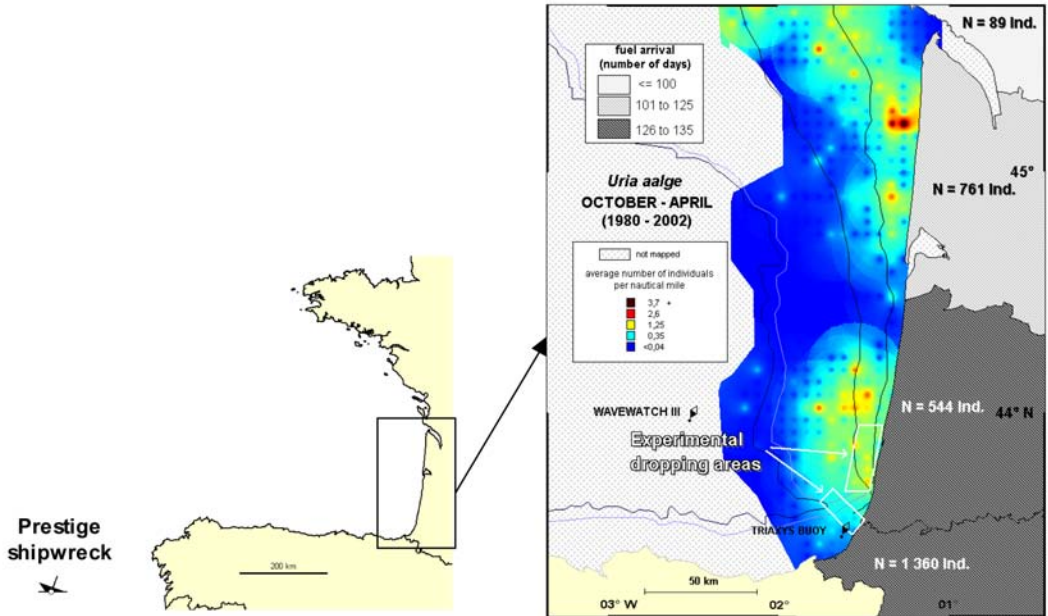 Prestige
shipwreck
200 km
N = 89 Ind.
fuel arrival
(number of days)
<= 100
101 to 125
126 to 135
45°
Uria aalge
OCTOBER - APRIL
(1980 - 2002)
N = 761 Ind.
not mapped
average number of individuals
per nautical mile
3,7 +
2,6
1,25
0,35
<0,04
WAVEWATCH III
N = 544 Ind.
44° N
Experimental
dropping areas
TRIAXYS BUOY
N = 1 360 Ind.
50 km
03° W
02°
01°